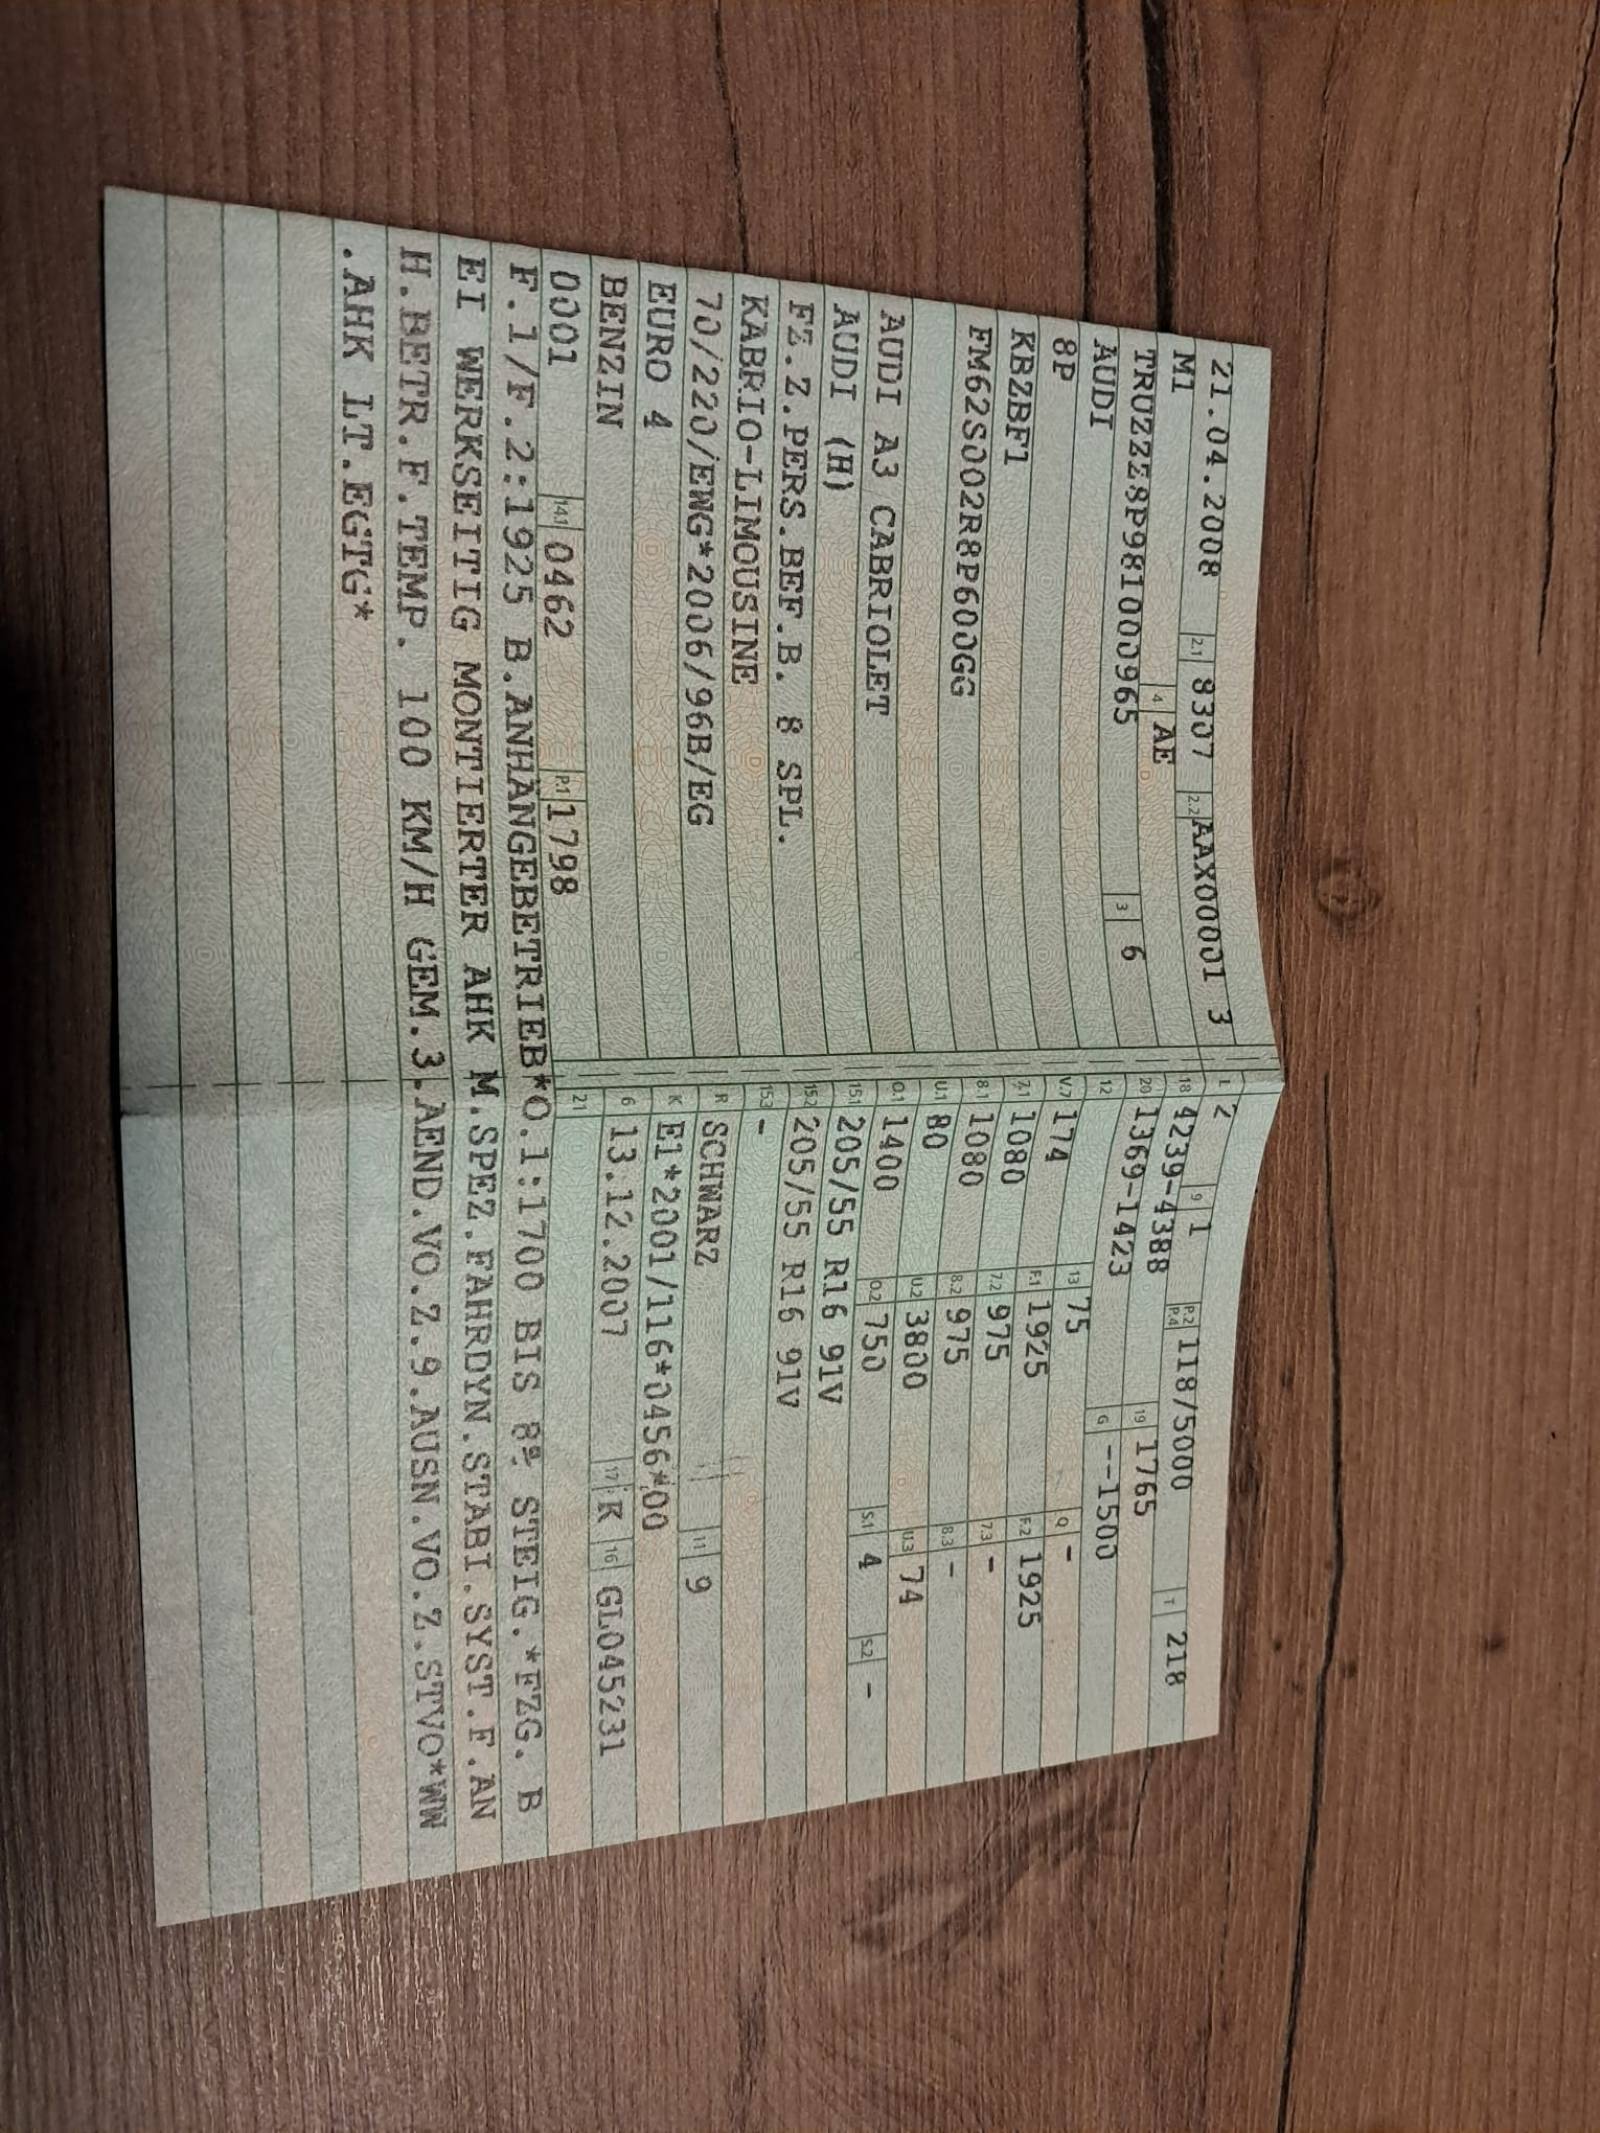 21.04.2008 2.1 8307 2.2 AAX00001 3
M1 4 AE
TRUZZZ8P981000965 3 6
AUDI
8P
KBZBF1
FM62S002R8P600GG
AUDI A3 CABRIOLET
AUDI (H)
FZ.Z.PERS.BEF.B. 8 SPL.
KABRIO-LIMOUSINE
70/220/EWG*2006/96B/EG
EURO 4
BENZIN
0001 14.1 0462 P.1 1798
L 2 9 1 P.2 P.4 118/5000 T 218
18 4239-4388 19 1765
20 1369-1423 G --1500
12 13 75 Q -
V.7 174 F.1 1925 F.2 1925
7.1 1080 7.2 975 7.3 -
8.1 1080 8.2 975 8.3 -
U.1 80 U.2 3800 U.3 74
O.1 1400 O.2 750 S.1 4 S.2 -
15.1 205/55 R16 91V
15.2 205/55 R16 91V
15.3 -
R SCHWARZ 11 9
K E1*2001/116*0456*00
6 13.12.2007 17 K 16 GL045231
21
F.1/F.2:1925 B.ANHÄNGEBETRIEB*O.1:1700 BIS 8% STEIG.*FZG. B
EI WERKSEITIG MONTIERTER AHK M.SPEZ.FAHRDYN.STABI.SYST.F.AN
H.BETR.F.TEMP. 100 KM/H GEM.3.AEND.VO.Z.9.AUSN.VO.Z.STVO*WW
.AHK LT.EGTG*